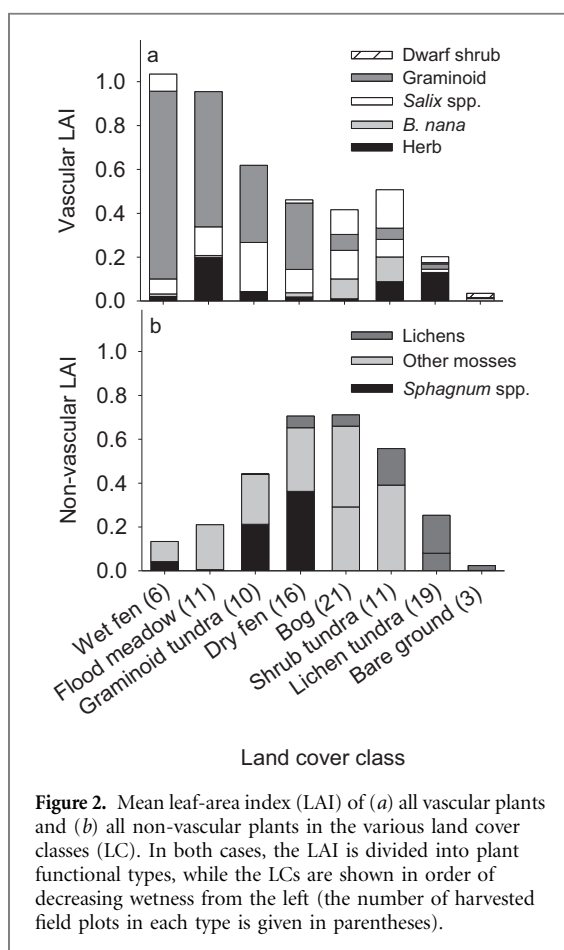 a
Dwarf shrub
Graminoid
Salix spp.
B. nana
Herb
Vascular LAI
1.0
0.8
0.6
0.4
0.2
0.0
b
Lichens
Other mosses
Sphagnum spp.
Non-vascular LAI
1.0
0.8
0.6
0.4
0.2
0.0
Wet fen (6)
Flood meadow (11)
Graminoid tundra (10)
Dry fen (16)
Bog (21)
Shrub tundra (11)
Lichen tundra (19)
Bare ground (3)
Land cover class
Figure 2. Mean leaf-area index (LAI) of (a) all vascular plants
and (b) all non-vascular plants in the various land cover
classes (LC). In both cases, the LAI is divided into plant
functional types, while the LCs are shown in order of
decreasing wetness from the left (the number of harvested
field plots in each type is given in parentheses).